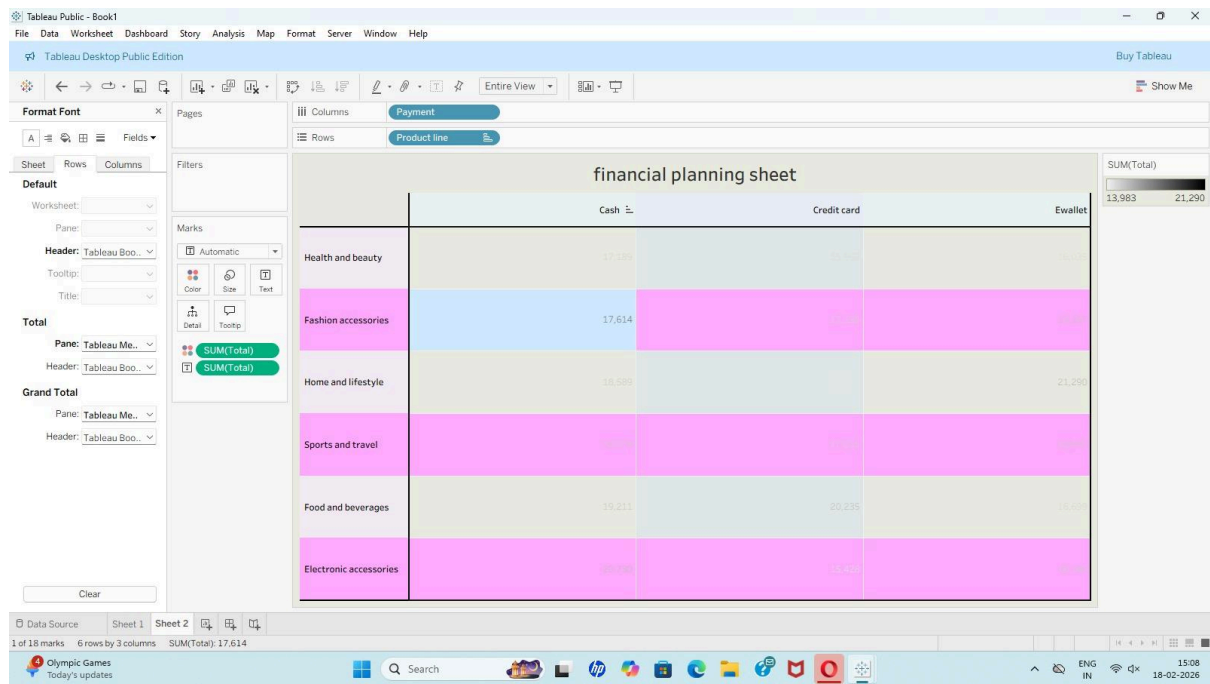 Tableau Public - Book1
File Data Worksheet Dashboard Story Analysis Map Format Server Window Help
Tableau Desktop Public Edition Buy Tableau
Entire View Show Me
Format Font
A Fields
Sheet Rows Columns
Default
Worksheet:
Pane:
Header: Tableau Boo..
Tooltip:
Title:
Total
Pane: Tableau Me..
Header: Tableau Boo..
Grand Total
Pane: Tableau Me..
Header: Tableau Boo..
Clear
Pages
Filters
Marks
Automatic
Color Size Text
Detail Tooltip
SUM(Total)
SUM(Total)
Columns Payment
Rows Product line
financial planning sheet
Cash Credit card Ewallet
Health and beauty
Fashion accessories 17,614
Home and lifestyle 21,290
Sports and travel
Food and beverages 19,211 20,235
Electronic accessories
SUM(Total)
13,983 21,290
Data Source Sheet 1 Sheet 2
1 of 18 marks 6 rows by 3 columns SUM(Total): 17,614
4 Olympic Games
Today's updates
Search
ENG
IN
15:08
18-02-2026